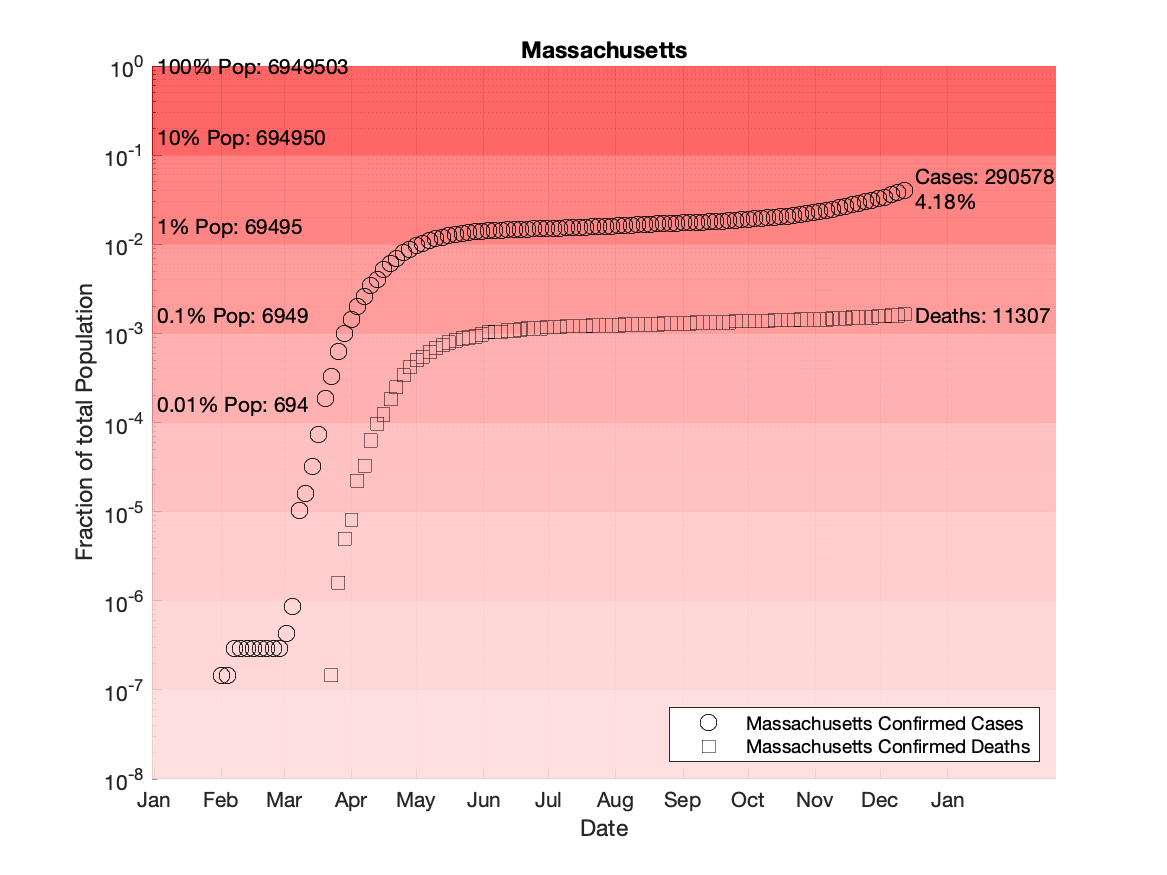 Massachusetts
10^0
100% Pop: 6949503
10% Pop: 694950
10^-1
Cases: 290578
4.18%
1% Pop: 69495
10^-2
0.1% Pop: 6949
Deaths: 11307
10^-3
0.01% Pop: 694
10^-4
10^-5
10^-6
10^-7
10^-8
Fraction of total Population
Massachusetts Confirmed Cases
Massachusetts Confirmed Deaths
Jan Feb Mar Apr May Jun Jul Aug Sep Oct Nov Dec Jan
Date